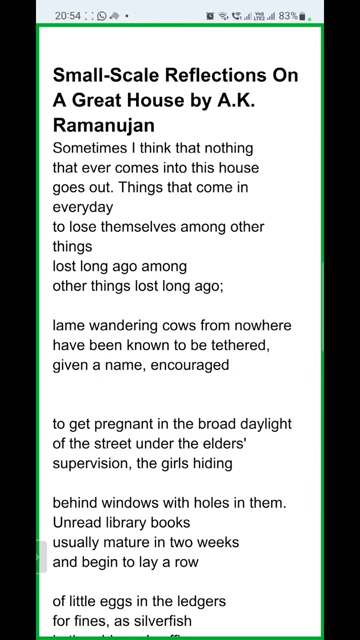 20:54
83%
Small-Scale Reflections On
A Great House by A.K.
Ramanujan
Sometimes I think that nothing
that ever comes into this house
goes out. Things that come in
everyday
to lose themselves among other
things
lost long ago among
other things lost long ago;
lame wandering cows from nowhere
have been known to be tethered,
given a name, encouraged
to get pregnant in the broad daylight
of the street under the elders'
supervision, the girls hiding
behind windows with holes in them.
Unread library books
usually mature in two weeks
and begin to lay a row
of little eggs in the ledgers
for fines, as silverfish